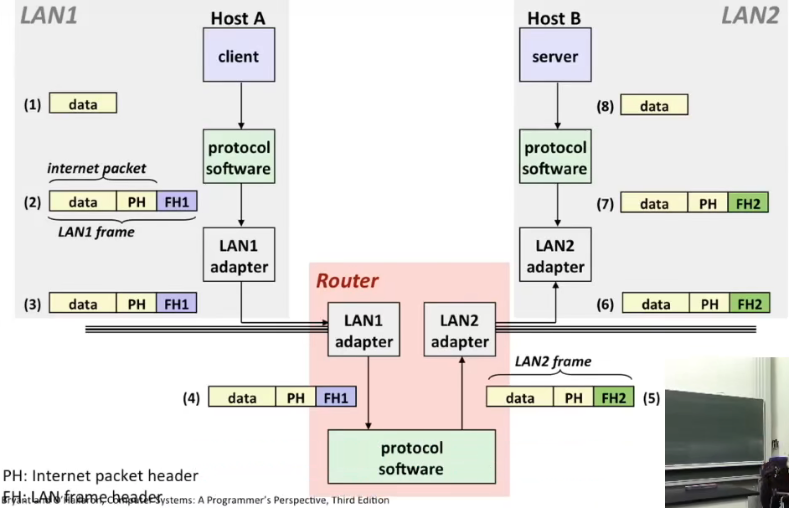 LAN1
Host A
Host B
LAN2
client
server
(1) data
(8) data
protocol
software
protocol
software
internet packet
(2) data PH FH1
LAN1 frame
(7) data PH FH2
LAN1
adapter
LAN2
adapter
Router
(3) data PH FH1
(6) data PH FH2
LAN1
adapter
LAN2
adapter
LAN2 frame
(4) data PH FH1
data PH FH2 (5)
protocol
software
PH: Internet packet header
FH: LAN frame header
Bryant and O'Hallaron, Computer Systems: A Programmer's Perspective, Third Edition